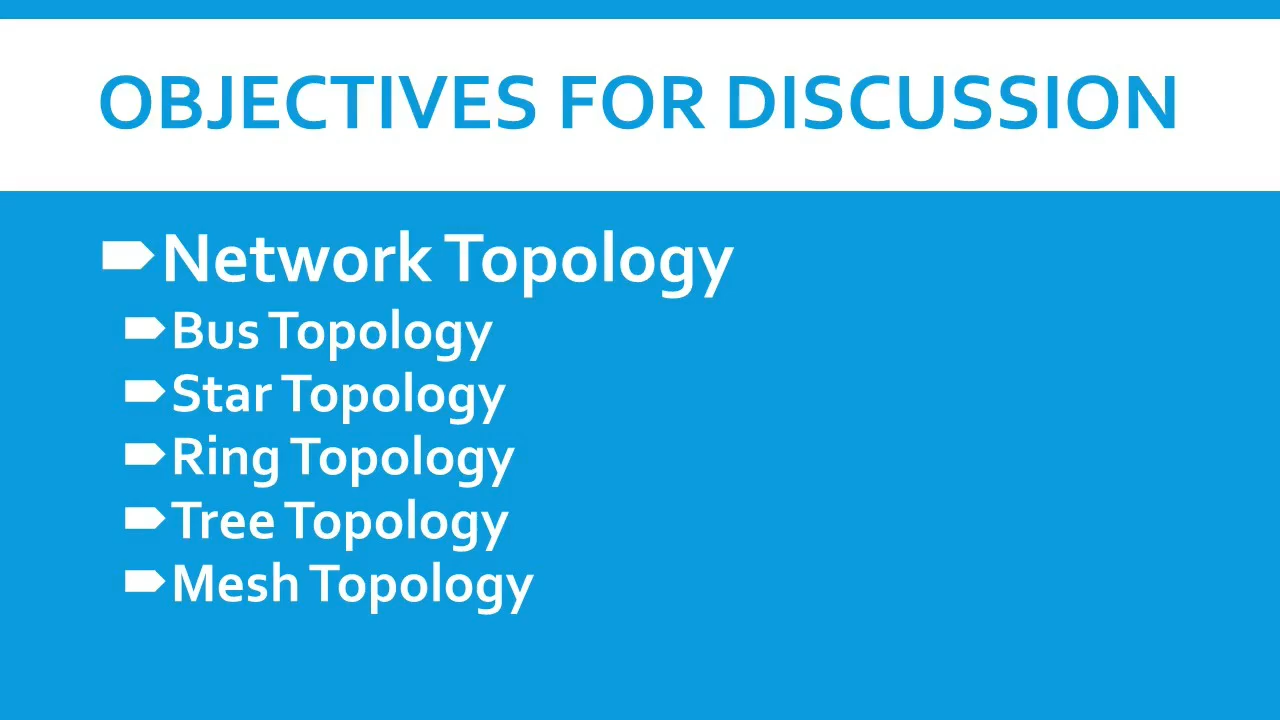 OBJECTIVES FOR DISCUSSION
Network Topology
Bus Topology
Star Topology
Ring Topology
Tree Topology
Mesh Topology